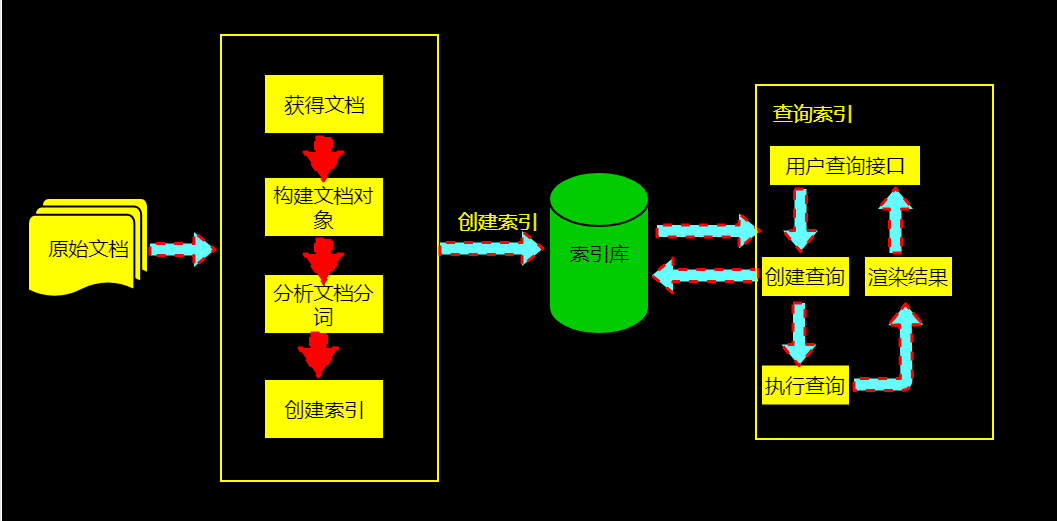 原始文档
获得文档
构建文档对
象
分析文档分
词
创建索引
创建索引
索引库
查询索引
用户查询接口
创建查询
渲染结果
执行查询